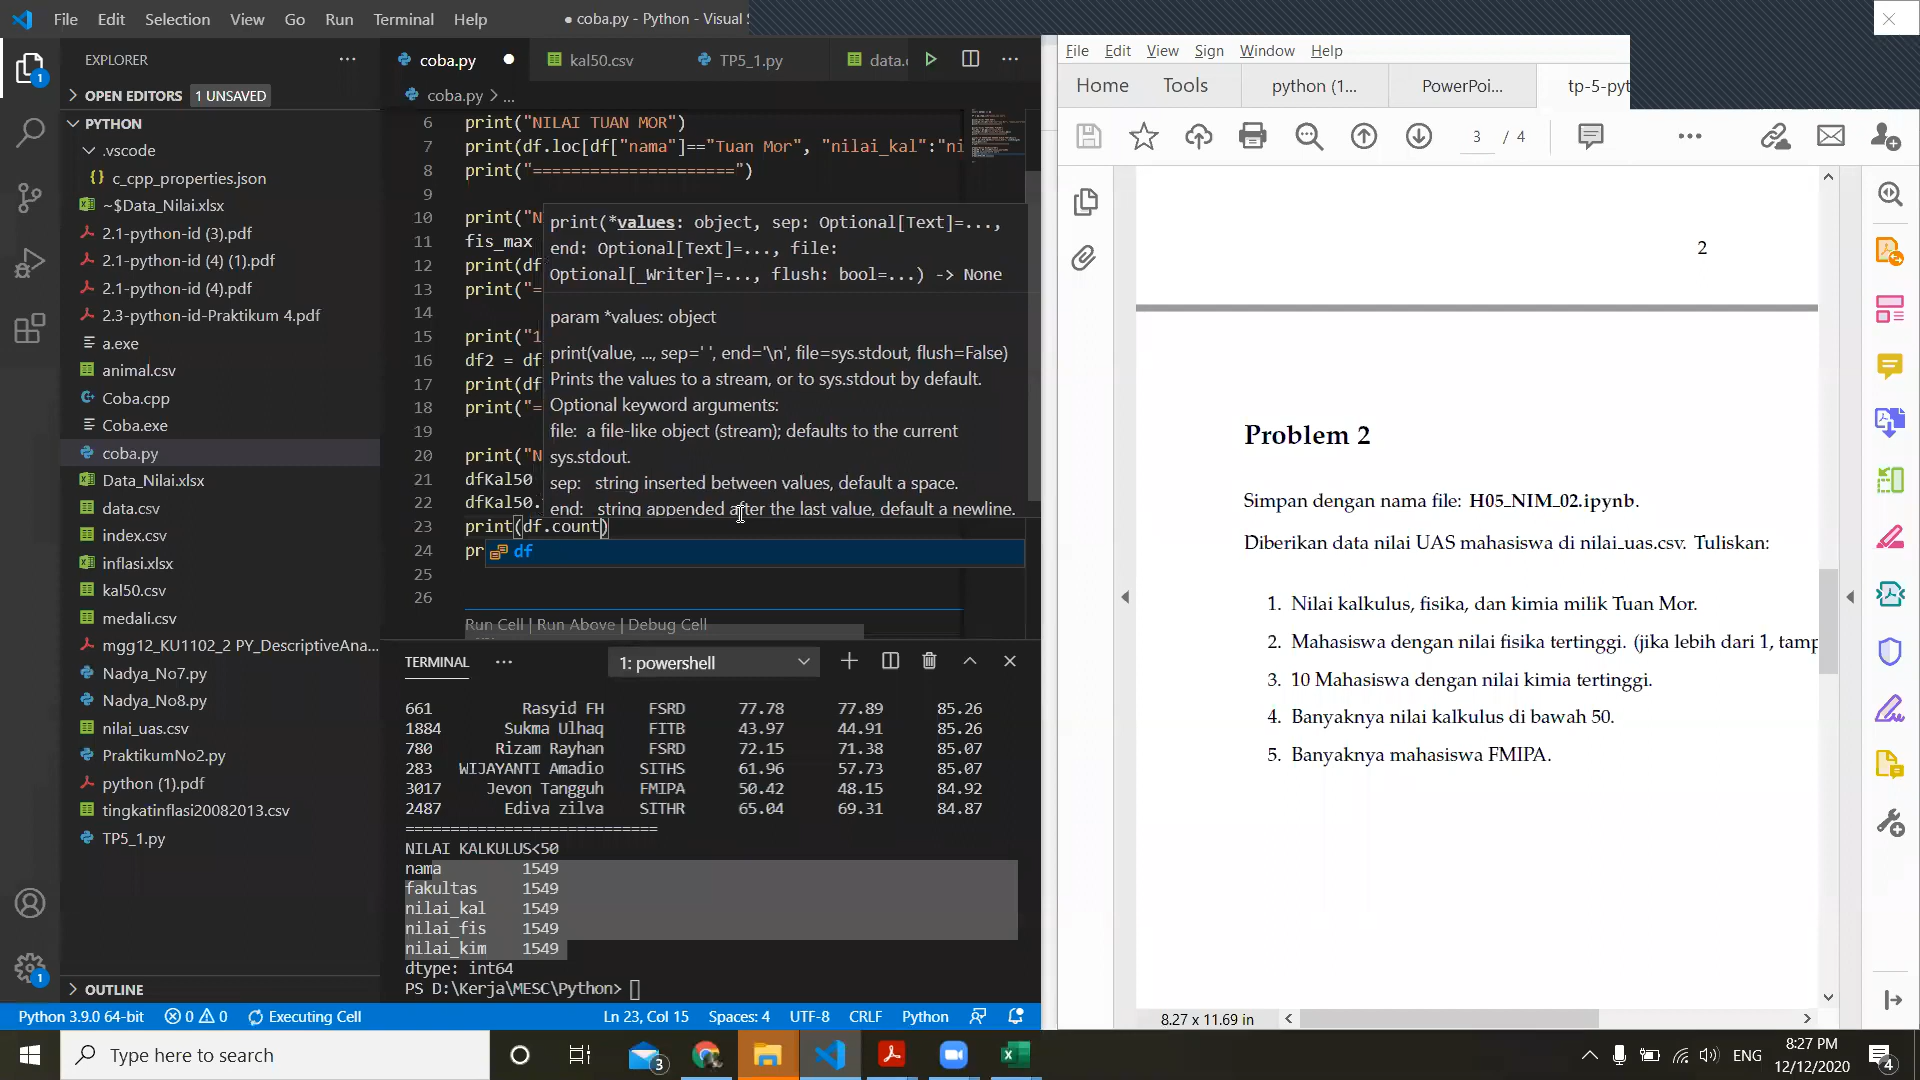 File Edit Selection View Go Run Terminal Help
● coba.py - Python - Visual S
EXPLORER
OPEN EDITORS 1 UNSAVED
PYTHON
.vscode
{} c_cpp_properties.json
~$Data_Nilai.xlsx
2.1-python-id (3).pdf
2.1-python-id (4) (1).pdf
2.1-python-id (4).pdf
2.3-python-id-Praktikum 4.pdf
a.exe
animal.csv
Coba.cpp
Coba.exe
coba.py
Data_Nilai.xlsx
data.csv
index.csv
inflasi.xlsx
kal50.csv
medali.csv
mgg12_KU1102_2 PY_DescriptiveAna...
Nadya_No7.py
Nadya_No8.py
nilai_uas.csv
PraktikumNo2.py
python (1).pdf
tingkatinflasi20082013.csv
TP5_1.py
OUTLINE
1
1
coba.py kal50.csv TP5_1.py data.c
coba.py > ...
6 print("NILAI TUAN MOR")
7 print(df.loc[df["nama"]=="Tuan Mor", "nilai_kal":"ni
8 print("=====================")
9
10 print("N
11 fis_max
12 print(df
13 print("=
14
15 print("1
16 df2 = df
17 print(df
18 print("=
19
20 print("N
21 dfKal50
22 dfKal50.
23 print(df.count)
24 pr
25
26
print(*values: object, sep: Optional[Text]=...,
end: Optional[Text]=..., file:
Optional[_Writer]=..., flush: bool=...) -> None
param *values: object
print(value, ..., sep=' ', end='\n', file=sys.stdout, flush=False)
Prints the values to a stream, or to sys.stdout by default.
Optional keyword arguments:
file: a file-like object (stream); defaults to the current
sys.stdout.
sep: string inserted between values, default a space.
end: string appended after the last value, default a newline.
df
Run Cell | Run Above | Debug Cell
TERMINAL ... 1: powershell
661 Rasyid FH FSRD 77.78 77.89 85.26
1884 Sukma Ulhaq FITB 43.97 44.91 85.26
780 Rizam Rayhan FSRD 72.15 71.38 85.07
283 WIJAYANTI Amadio SITHS 61.96 57.73 85.07
3017 Jevon Tangguh FMIPA 50.42 48.15 84.92
2487 Ediva zilva SITHR 65.04 69.31 84.87
============================
NILAI KALKULUS<50
nama 1549
fakultas 1549
nilai_kal 1549
nilai_fis 1549
nilai_kim 1549
dtype: int64
PS D:\Kerja\MESC\Python>
Python 3.9.0 64-bit 0 0 Executing Cell Ln 23, Col 15 Spaces: 4 UTF-8 CRLF Python
File Edit View Sign Window Help
Home Tools python (1... PowerPoi... tp-5-pyt
3 / 4
2
Problem 2
Simpan dengan nama file: H05_NIM_02.ipynb.
Diberikan data nilai UAS mahasiswa di nilai_uas.csv. Tuliskan:
1. Nilai kalkulus, fisika, dan kimia milik Tuan Mor.
2. Mahasiswa dengan nilai fisika tertinggi. (jika lebih dari 1, tamp
3. 10 Mahasiswa dengan nilai kimia tertinggi.
4. Banyaknya nilai kalkulus di bawah 50.
5. Banyaknya mahasiswa FMIPA.
8.27 x 11.69 in
Type here to search
3
ENG
8:27 PM
12/12/2020
4